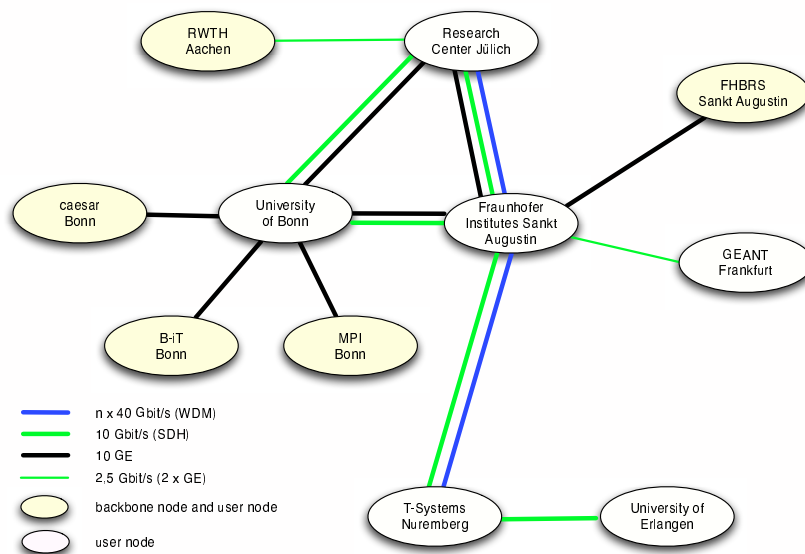 RWTH
Aachen
Research
Center Jülich
FHBRS
Sankt Augustin
caesar
Bonn
University
of Bonn
Fraunhofer
Institutes Sankt
Augustin
GEANT
Frankfurt
B-iT
Bonn
MPI
Bonn
n x 40 Gbit/s (WDM)
10 Gbit/s (SDH)
10 GE
2,5 Gbit/s (2 x GE)
backbone node and user node
user node
T-Systems
Nuremberg
University of
Erlangen